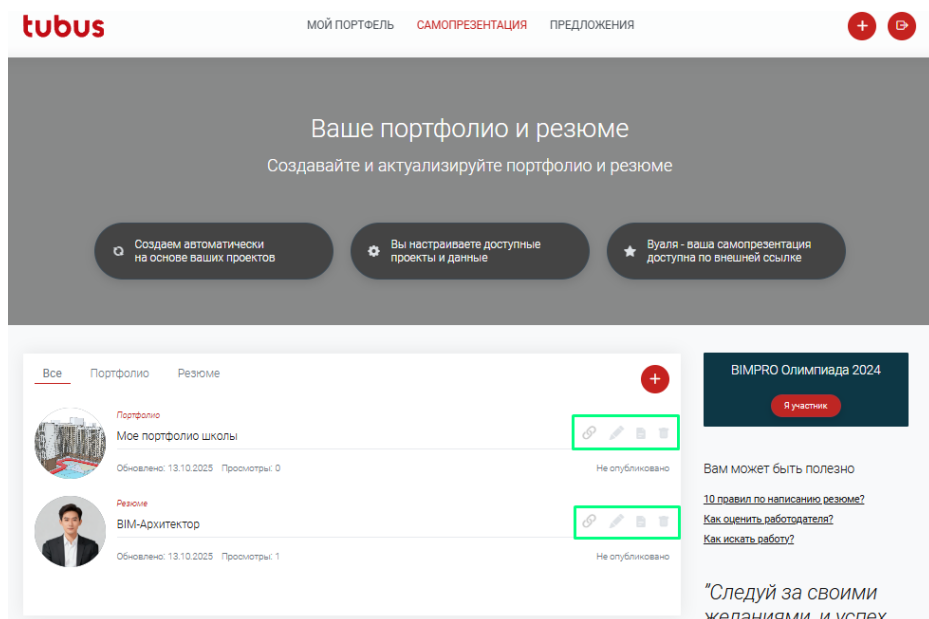 tubus
МОЙ ПОРТФЕЛЬ САМОПРЕЗЕНТАЦИЯ ПРЕДЛОЖЕНИЯ
Ваше портфолио и резюме
Создавайте и актуализируйте портфолио и резюме
Создаем автоматически
на основе ваших проектов
Вы настраиваете доступные
проекты и данные
Вуаля - ваша самопрезентация
доступна по внешней ссылке
Все Портфолио Резюме
Портфолио
Мое портфолио школы
Обновлено: 13.10.2025 Просмотры: 0 Не опубликовано
Резюме
BIM-Архитектор
Обновлено: 13.10.2025 Просмотры: 1 Не опубликовано
BIMPRO Олимпиада 2024
Я участник
Вам может быть полезно
10 правил по написанию резюме?
Как оценить работодателя?
Как искать работу?
"Следуй за своими
желаниями, и успех